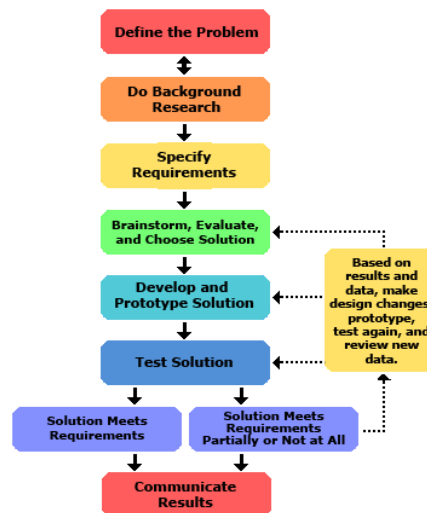 Define the Problem
Do Background
Research
Specify
Requirements
Brainstorm, Evaluate,
and Choose Solution
Based on
results and
data, make
design changes,
prototype,
test again, and
review new
data.
Develop and
Prototype Solution
Test Solution
Solution Meets
Requirements
Solution Meets
Requirements
Partially or Not at All
Communicate
Results